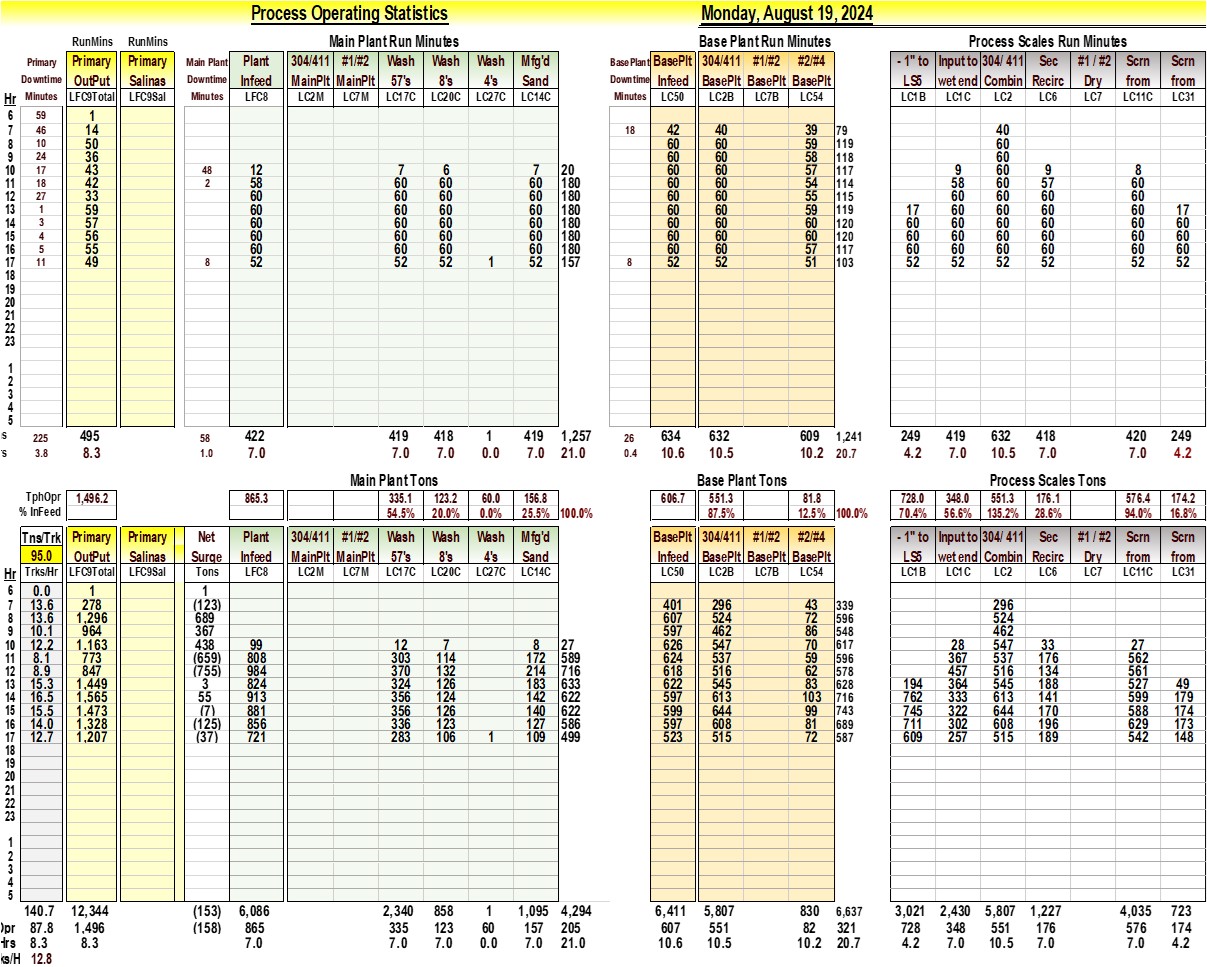 Process Operating Statistics Monday, August 19, 2024
RunMins RunMins Main Plant Run Minutes Base Plant Run Minutes Process Scales Run Minutes
Primary Primary Primary Main Plant Plant 304/411 #1/#2 Wash Wash Wash Mfg'd BasePlant BasePlt 304/411 #1/#2 #2/#4 - 1" to Input to 304/ 411 Sec #1 / #2 Scrn Scrn
Downtime OutPut Salinas Downtime Infeed MainPlt MainPlt 57's 8's 4's Sand Downtime Infeed BasePlt BasePlt BasePlt LS5 wet end Combin Recirc Dry from from
Hr Minutes LFC9Total LFC9Sal Minutes LFC8 LC2M LC7M LC17C LC20C LC27C LC14C Minutes LC50 LC2B LC7B LC54 LC1B LC1C LC2 LC6 LC7 LC11C LC31
6 59 1
7 46 14 18 42 40 39 79 40
8 10 50 60 60 59 119 60
9 24 36 60 60 58 118 60
10 17 43 48 12 7 6 7 20 60 60 57 117 9 60 9 8
11 18 42 2 58 60 60 60 180 60 60 54 114 58 60 57 60
12 27 33 60 60 60 60 180 60 60 55 115 60 60 60 60
13 1 59 60 60 60 60 180 60 60 59 119 17 60 60 60 60 17
14 3 57 60 60 60 60 180 60 60 60 120 60 60 60 60 60 60
15 4 56 60 60 60 60 180 60 60 60 120 60 60 60 60 60 60
16 5 55 60 60 60 60 180 60 60 57 117 60 60 60 60 60 60
17 11 49 8 52 52 52 1 52 157 8 52 52 51 103 52 52 52 52 52 52
18
19
20
21
22
23
1
2
3
4
5
s 225 495 58 422 419 418 1 419 1,257 26 634 632 609 1,241 249 419 632 418 420 249
s 3.8 8.3 1.0 7.0 7.0 7.0 0.0 7.0 21.0 0.4 10.6 10.5 10.2 20.7 4.2 7.0 10.5 7.0 7.0 4.2
Main Plant Tons Base Plant Tons Process Scales Tons
TphOpr 1,496.2 865.3 335.1 123.2 60.0 156.8 606.7 551.3 81.8 728.0 348.0 551.3 176.1 576.4 174.2
% InFeed 54.5% 20.0% 0.0% 25.5% 100.0% 87.5% 12.5% 100.0% 70.4% 56.6% 135.2% 28.6% 94.0% 16.8%
Tns/Trk Primary Primary Net Plant 304/411 #1/#2 Wash Wash Wash Mfg'd BasePlt 304/411 #1/#2 #2/#4 - 1" to Input to 304/ 411 Sec #1 / #2 Scrn Scrn
95.0 OutPut Salinas Surge Infeed MainPlt MainPlt 57's 8's 4's Sand Infeed BasePlt BasePlt BasePlt LS5 wet end Combin Recirc Dry from from
Hr Trks/Hr LFC9Total LFC9Sal Tons LFC8 LC2M LC7M LC17C LC20C LC27C LC14C LC50 LC2B LC7B LC54 LC1B LC1C LC2 LC6 LC7 LC11C LC31
6 0.0 1 1
7 13.6 278 (123) 401 296 43 339 296
8 13.6 1,296 689 607 524 72 596 524
9 10.1 964 367 597 462 86 548 462
10 12.2 1,163 438 99 12 7 8 27 626 547 70 617 28 547 33 27
11 8.1 773 (659) 808 303 114 172 589 624 537 59 596 367 537 176 562
12 8.9 847 (755) 984 370 132 214 716 618 516 62 578 457 516 134 561
13 15.3 1,449 3 824 324 126 183 633 622 545 83 628 194 364 545 188 527 49
14 16.5 1,565 55 913 356 124 142 622 597 613 103 716 762 333 613 141 599 179
15 15.5 1,473 (7) 881 356 126 140 622 599 644 99 743 745 322 644 170 588 174
16 14.0 1,328 (125) 856 336 123 127 586 597 608 81 689 711 302 608 196 629 173
17 12.7 1,207 (37) 721 283 106 1 109 499 523 515 72 587 609 257 515 189 542 148
18
19
20
21
22
23
1
2
3
4
5
140.7 12,344 (153) 6,086 2,340 858 1 1,095 4,294 6,411 5,807 830 6,637 3,021 2,430 5,807 1,227 4,035 723
Opr 87.8 1,496 (158) 865 335 123 60 157 205 607 551 82 321 728 348 551 176 576 174
Hrs 8.3 8.3 7.0 7.0 7.0 0.0 7.0 21.0 10.6 10.5 10.2 20.7 4.2 7.0 10.5 7.0 7.0 4.2
ks/H 12.8